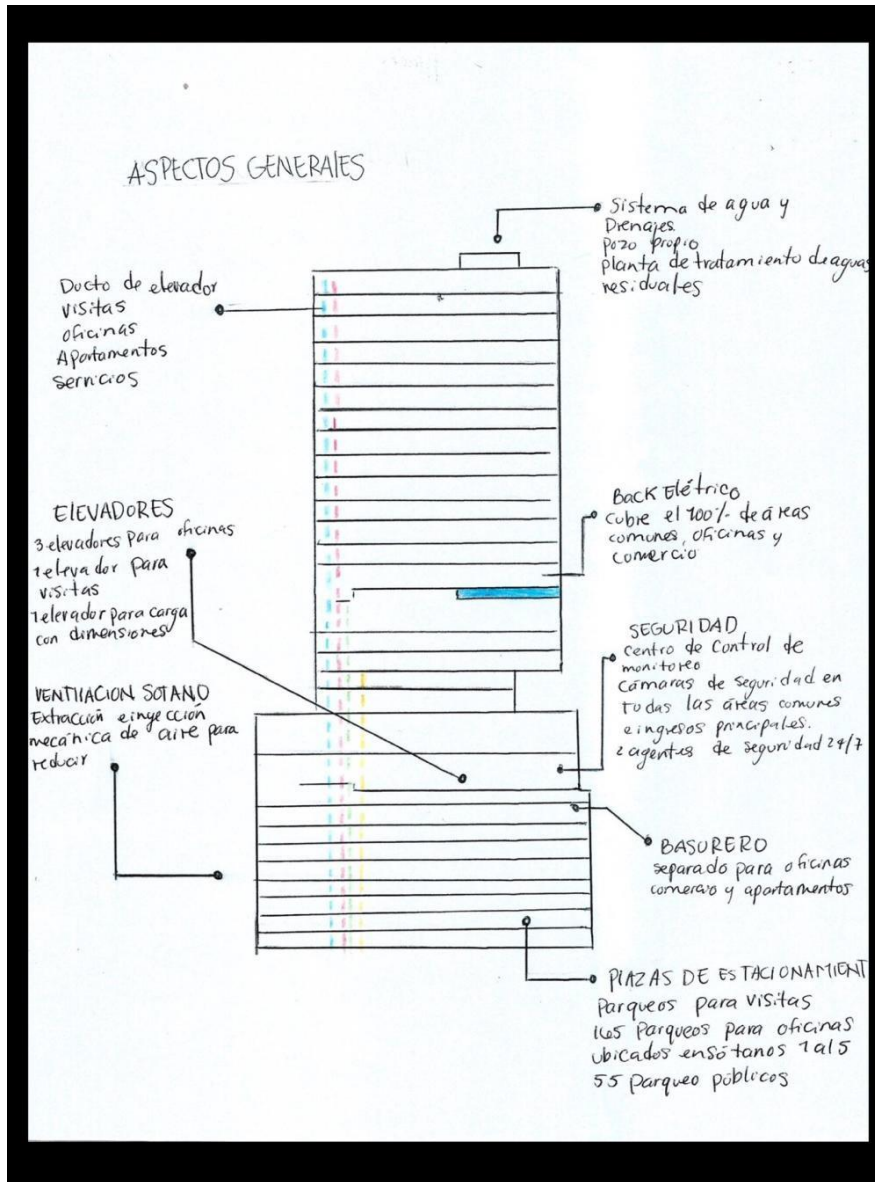 ASPECTOS GENERALES
Ducto de elevador
visitas
oficinas
Apartamentos
servicios
ELEVADORES
3 elevadores para oficinas
1 elevador para
visitas
1 elevador para carga
con dimensiones
VENTILACION SOTANO
Extracción e inyección
mecánica de aire para
reducir
Sistema de agua y
Drenajes
Pozo propio
planta de tratamiento de aguas
residuales
Back Elétrico
cubre el 100% de áreas
comunes, oficinas y
comercio
SEGURIDAD
centro de Control de
monitoreo
Cámaras de seguridad en
todas las áreas comunes
e ingresos principales.
2 agentes de seguridad 24/7
BASURERO
separado para oficinas
comercio y apartamentos
PLAZAS DE ESTACIONAMIENT
Parqueos para visitas
165 Parqueos para oficinas
ubicados en sótanos 1 al 5
55 parqueo públicos